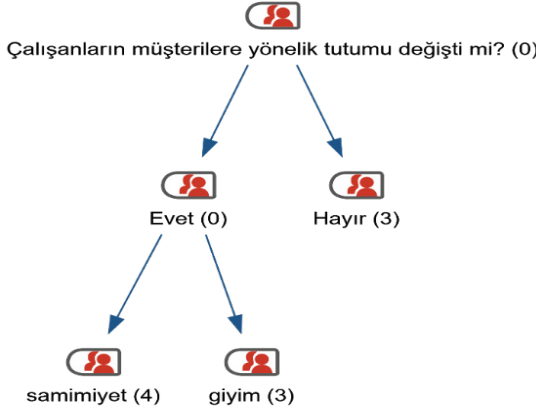 Çalışanların müşterilere yönelik tutumu değişti mi? (0)
Evet (0)
Hayır (3)
samimiyet (4)
giyim (3)